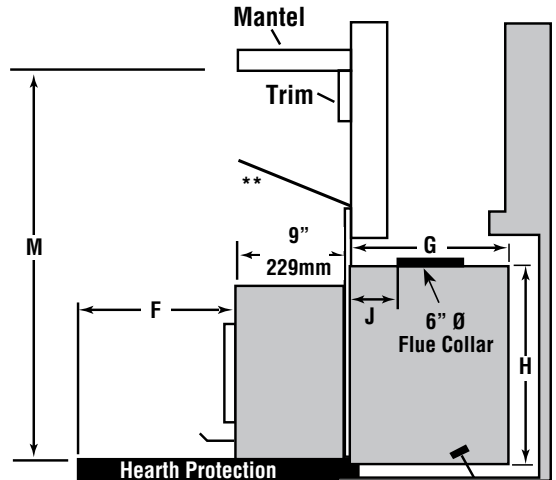 Mantel
Trim
**
M
9”
229mm
G
F
J
6” Ø
Flue Collar
H
Hearth Protection